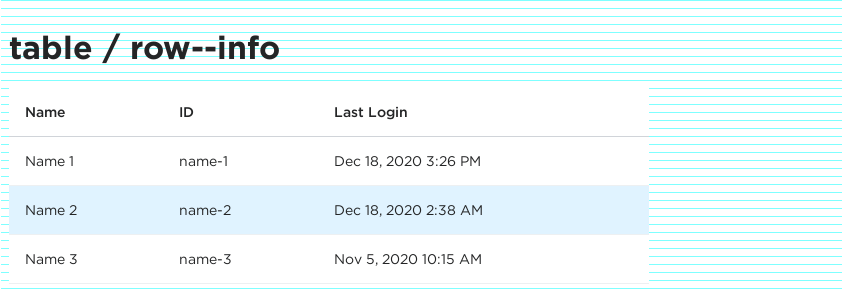 table / row--info
Name ID Last Login
Name 1 name-1 Dec 18, 2020 3:26 PM
Name 2 name-2 Dec 18, 2020 2:38 AM
Name 3 name-3 Nov 5, 2020 10:15 AM